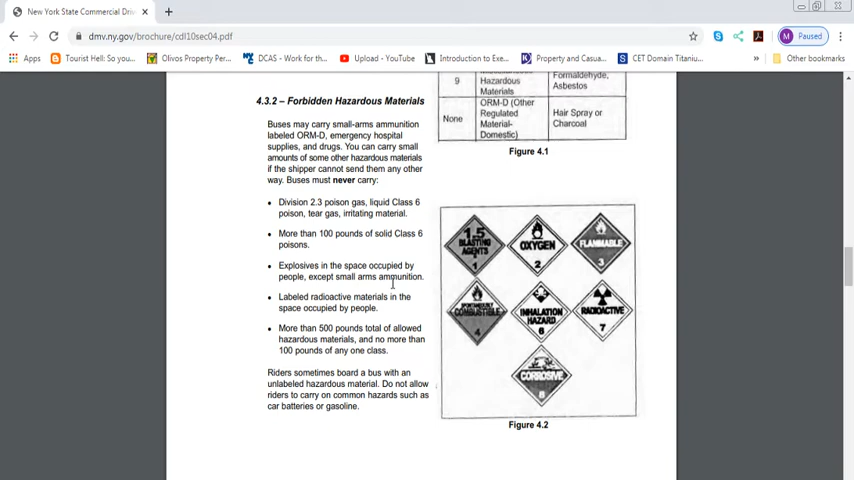 New York State Commercial Driv
dmv.ny.gov/brochure/cdl10sec04.pdf
M Paused
Apps
Tourist Hell: So you...
Olivos Property Per...
DCAS - Work for th...
Upload - YouTube
Introduction to Exe...
Property and Casua...
CET Domain Titaniu...
»
Other bookmarks
4.3.2 – Forbidden Hazardous Materials
Buses may carry small-arms ammunition
labeled ORM-D, emergency hospital
supplies, and drugs. You can carry small
amounts of some other hazardous materials
if the shipper cannot send them any other
way. Buses must never carry:
• Division 2.3 poison gas, liquid Class 6
poison, tear gas, irritating material.
• More than 100 pounds of solid Class 6
poisons.
• Explosives in the space occupied by
people, except small arms ammunition.
• Labeled radioactive materials in the
space occupied by people.
• More than 500 pounds total of allowed
hazardous materials, and no more than
100 pounds of any one class.
Riders sometimes board a bus with an
unlabeled hazardous material. Do not allow
riders to carry on common hazards such as
car batteries or gasoline.
9
Hazardous
Materials
Formaldehyde,
Asbestos
None
ORM-D (Other
Regulated
Material-
Domestic)
Hair Spray or
Charcoal
Figure 4.1
1.5
BLASTING
AGENTS
1
OXYGEN
2
FLAMMABLE
3
SPONTANEOUSLY
COMBUSTIBLE
4
INHALATION
HAZARD
6
RADIOACTIVE
7
CORROSIVE
8
Figure 4.2